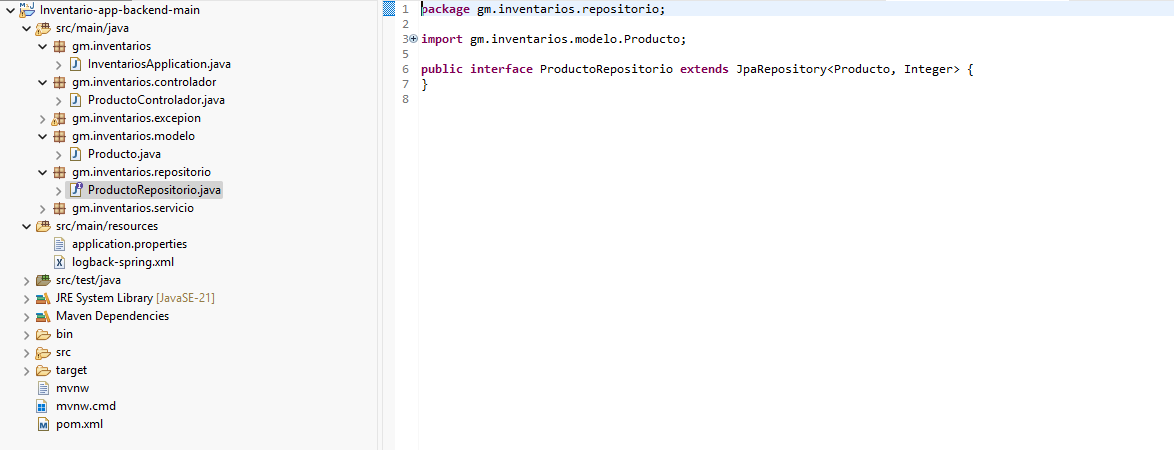 Inventario-app-backend-main
src/main/java
gm.inventarios
InventariosApplication.java
gm.inventarios.controlador
ProductoControlador.java
gm.inventarios.excepion
gm.inventarios.modelo
Producto.java
gm.inventarios.repositorio
ProductoRepositorio.java
gm.inventarios.servicio
src/main/resources
application.properties
logback-spring.xml
src/test/java
JRE System Library [JavaSE-21]
Maven Dependencies
bin
src
target
mvnw
mvnw.cmd
pom.xml
1 package gm.inventarios.repositorio;
2
3 import gm.inventarios.modelo.Producto;
5
6 public interface ProductoRepositorio extends JpaRepository<Producto, Integer> {
7 }
8